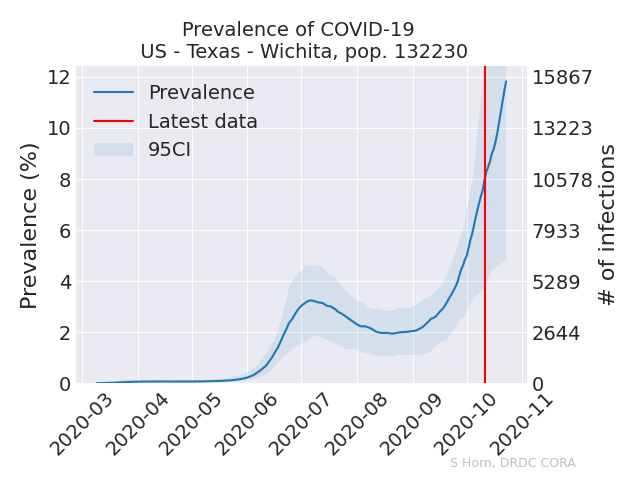 Prevalence of COVID-19
US - Texas - Wichita, pop. 132230
Prevalence
Latest data
95CI
Prevalence (%)
12
10
8
6
4
2
0
15867
13223
10578
7933
5289
2644
0
# of infections
2020-03
2020-04
2020-05
2020-06
2020-07
2020-08
2020-09
2020-10
2020-11
S Horn, DRDC CORA